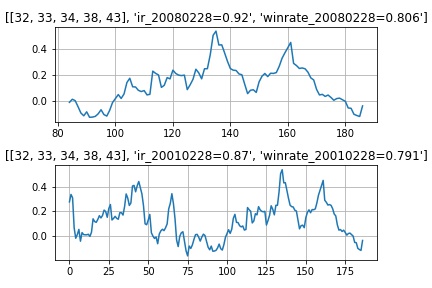 [[32, 33, 34, 38, 43], 'ir_20080228=0.92', 'winrate_20080228=0.806']
0.4
0.2
0.0
80 100 120 140 160 180
[[32, 33, 34, 38, 43], 'ir_20010228=0.87', 'winrate_20010228=0.791']
0.4
0.2
0.0
0 25 50 75 100 125 150 175